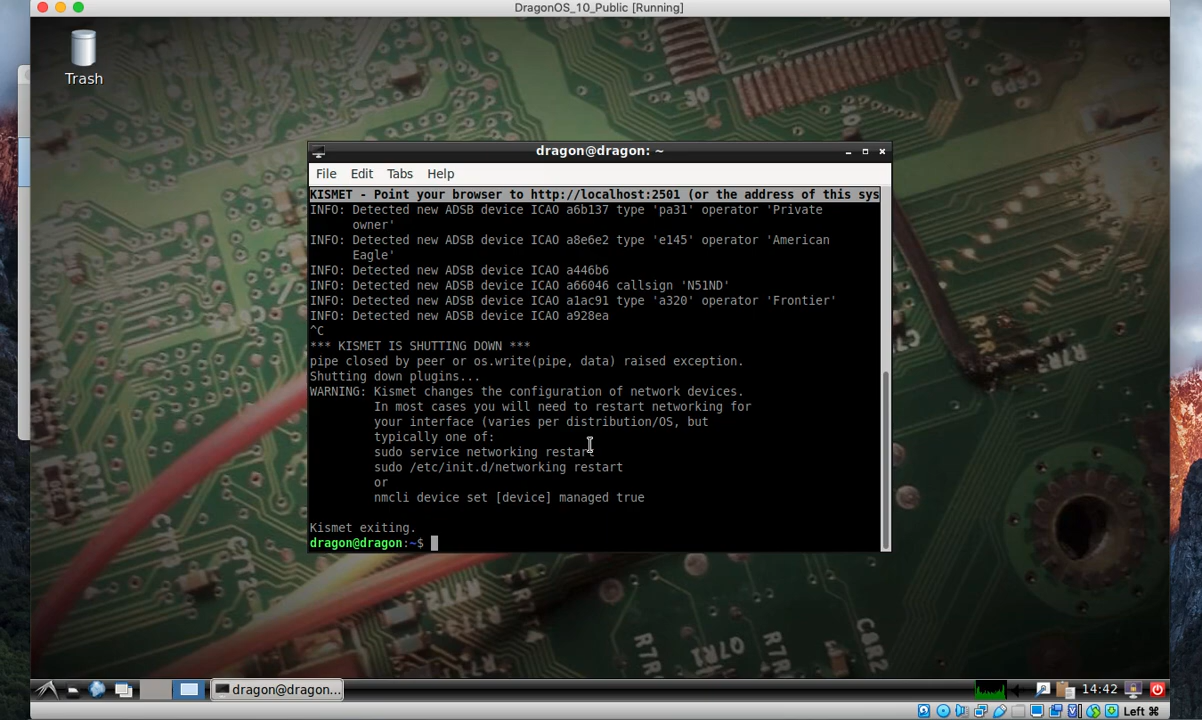 DragonOS_10_Public [Running]
Trash
dragon@dragon: ~
File Edit Tabs Help
KISMET - Point your browser to http://localhost:2501 (or the address of this sys
INFO: Detected new ADSB device ICAO a6b137 type 'pa31' operator 'Private
owner'
INFO: Detected new ADSB device ICAO a8e6e2 type 'e145' operator 'American
Eagle'
INFO: Detected new ADSB device ICAO a446b6
INFO: Detected new ADSB device ICAO a66046 callsign 'N51ND'
INFO: Detected new ADSB device ICAO a1ac91 type 'a320' operator 'Frontier'
INFO: Detected new ADSB device ICAO a928ea
^C
*** KISMET IS SHUTTING DOWN ***
pipe closed by peer or os.write(pipe, data) raised exception.
Shutting down plugins...
WARNING: Kismet changes the configuration of network devices.
In most cases you will need to restart networking for
your interface (varies per distribution/OS, but
typically one of:
sudo service networking restart
sudo /etc/init.d/networking restart
or
nmcli device set [device] managed true
Kismet exiting.
dragon@dragon:~$
dragon@dragon...
14:42
Left ⌘